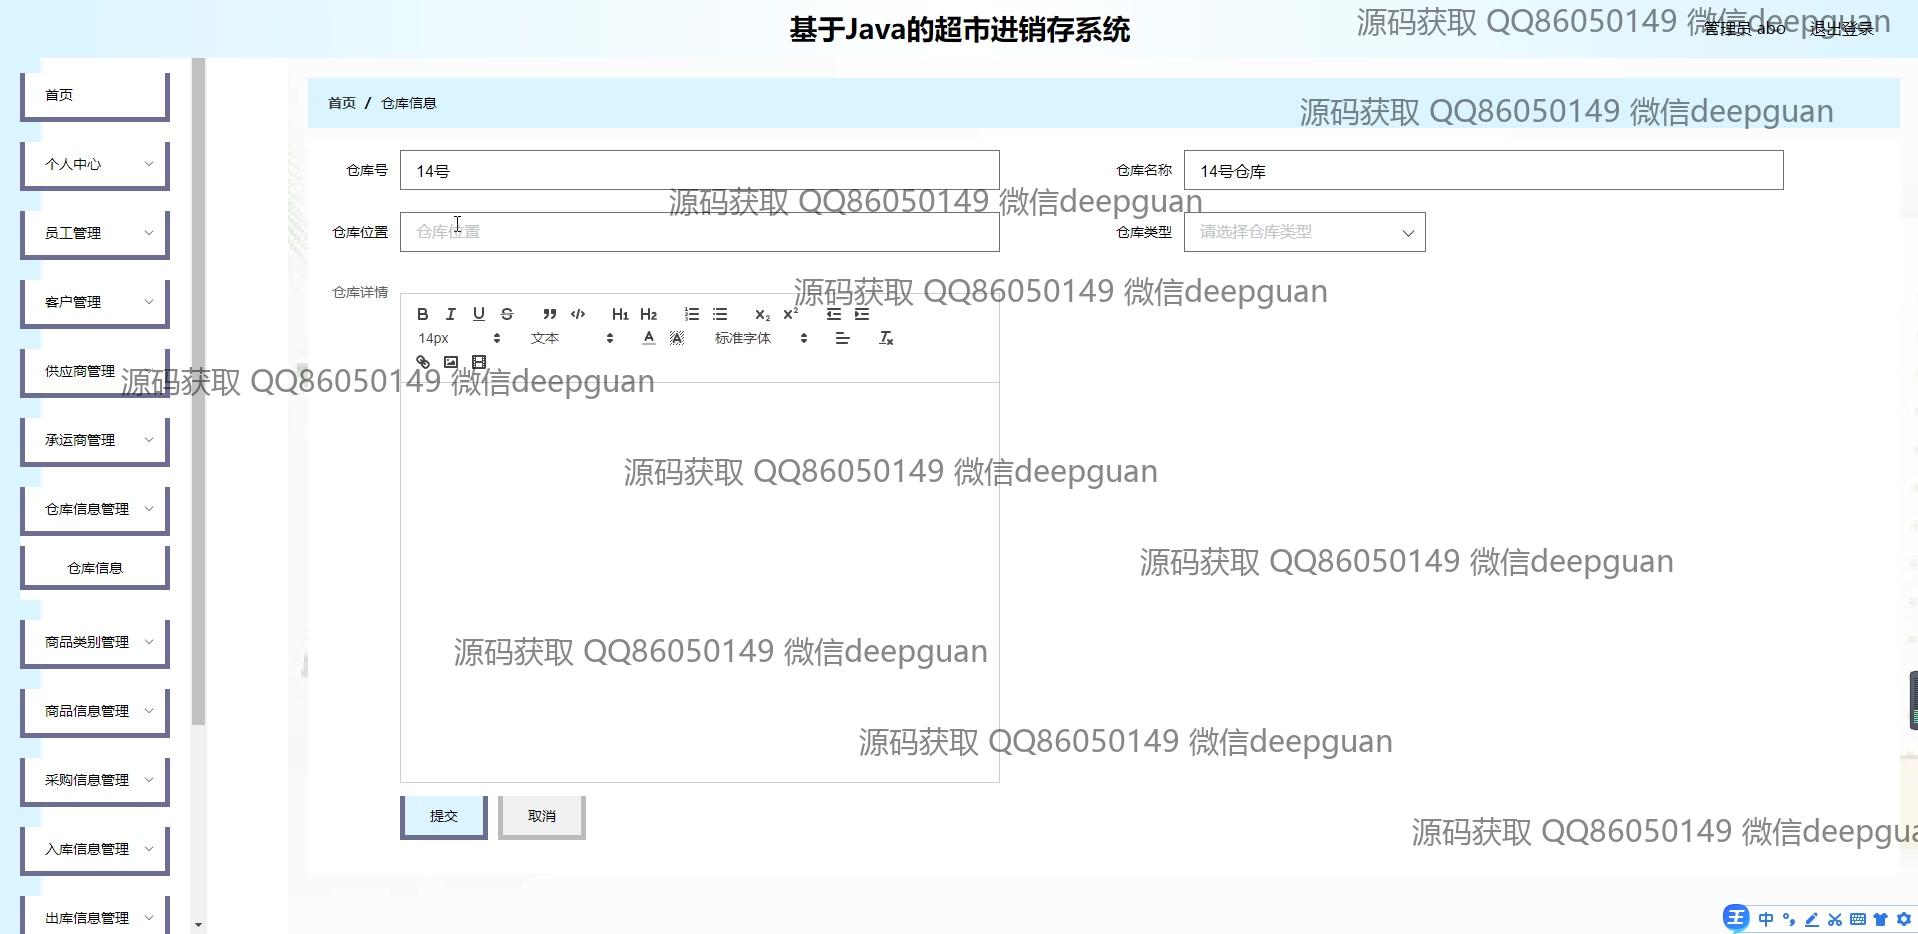 基于Java的超市进销存系统
管理员 abo
退出登录
源码获取 QQ86050149 微信deepguan
首页
个人中心
员工管理
客户管理
供应商管理
承运商管理
仓库信息管理
仓库信息
商品类别管理
商品信息管理
采购信息管理
入库信息管理
出库信息管理
首页 / 仓库信息
源码获取 QQ86050149 微信deepguan
仓库号 14号
仓库名称 14号仓库
源码获取 QQ86050149 微信deepguan
仓库位置 仓库位置
仓库类型 请选择仓库类型
仓库详情
源码获取 QQ86050149 微信deepguan
B I U S H1 H2 X2 X2
14px 文本 A A 标准字体 Tx
源码获取 QQ86050149 微信deepguan
源码获取 QQ86050149 微信deepguan
源码获取 QQ86050149 微信deepguan
源码获取 QQ86050149 微信deepguan
源码获取 QQ86050149 微信deepguan
提交
取消
源码获取 QQ86050149 微信deepgua
王 中